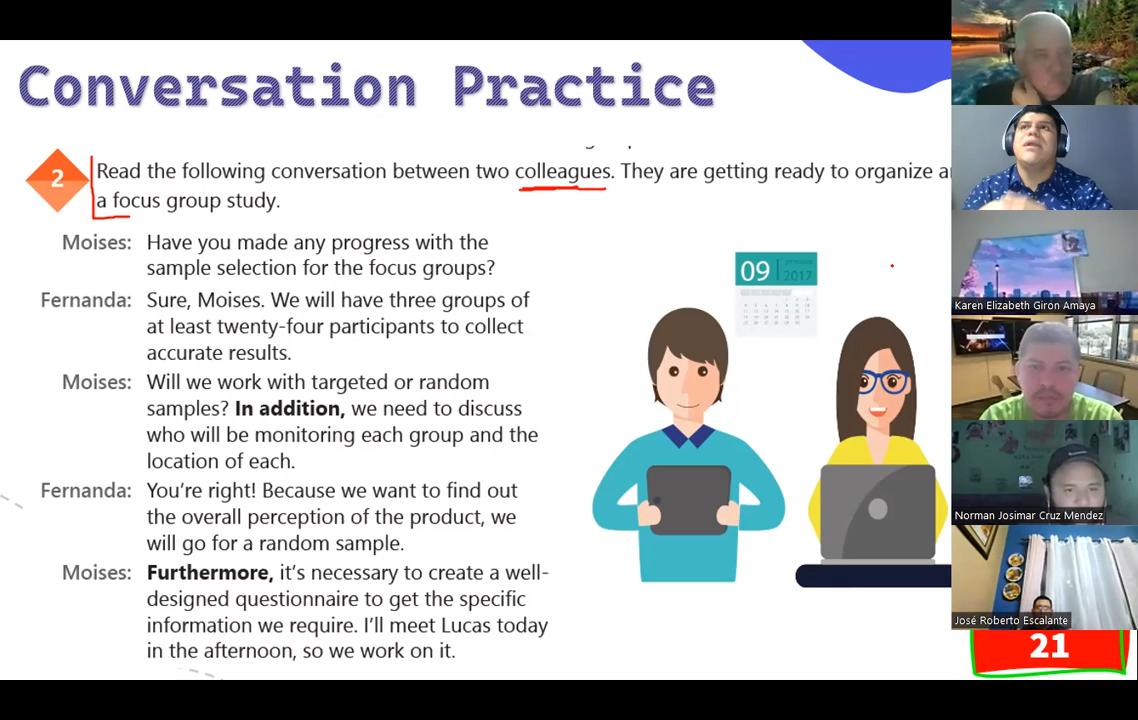 Conversation Practice
2
Read the following conversation between two colleagues. They are getting ready to organize
a focus group study.
Moises: Have you made any progress with the
sample selection for the focus groups?
Fernanda: Sure, Moises. We will have three groups of
at least twenty-four participants to collect
accurate results.
Moises: Will we work with targeted or random
samples? In addition, we need to discuss
who will be monitoring each group and the
location of each.
Fernanda: You're right! Because we want to find out
the overall perception of the product, we
will go for a random sample.
Moises: Furthermore, it's necessary to create a well-
designed questionnaire to get the specific
information we require. I'll meet Lucas today
in the afternoon, so we work on it.
09
2017
Karen Elizabeth Giron Amaya
Norman Josimar Cruz Mendez
José Roberto Escalante
21